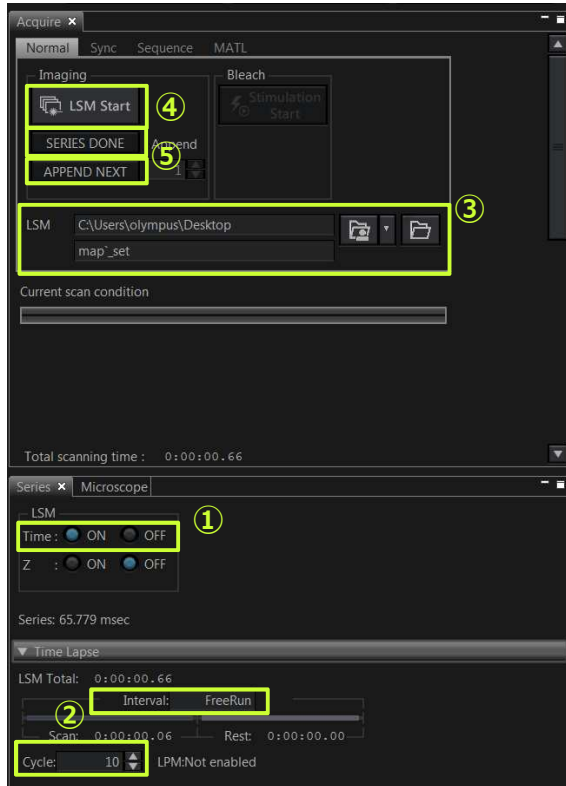 Acquire ×
Normal Sync Sequence MATL
Imaging Bleach
LSM Start ④ Stimulation Start
SERIES DONE Append
⑤
APPEND NEXT 1
③
LSM C:\Users\olympus\Desktop
map`_set
Current scan condition
Total scanning time : 0:00:00.66
Series × Microscope
LSM ①
Time : ON OFF
Z : ON OFF
Series: 65.779 msec
▼ Time Lapse
LSM Total: 0:00:00.66
Interval: FreeRun
②
Scan: 0:00:00.06 Rest: 0:00:00.00
Cycle: 10 LPM:Not enabled